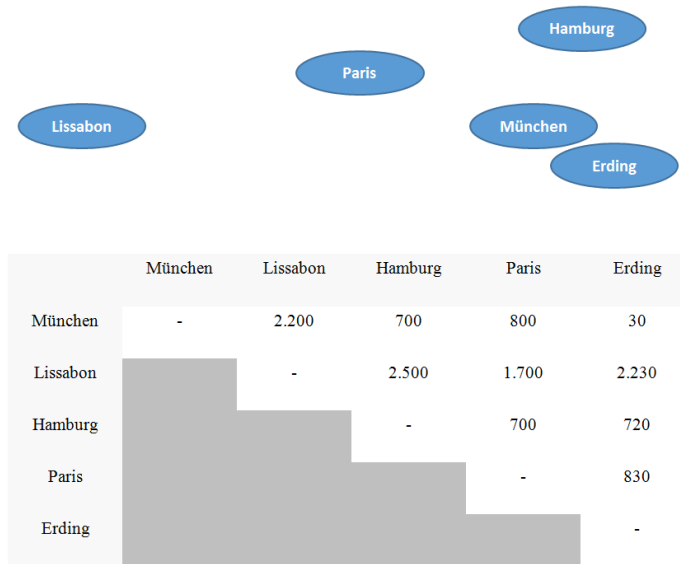 Hamburg
Paris
Lissabon
München
Erding
München Lissabon Hamburg Paris Erding
München - 2.200 700 800 30
Lissabon - 2.500 1.700 2.230
Hamburg - 700 720
Paris - 830
Erding -